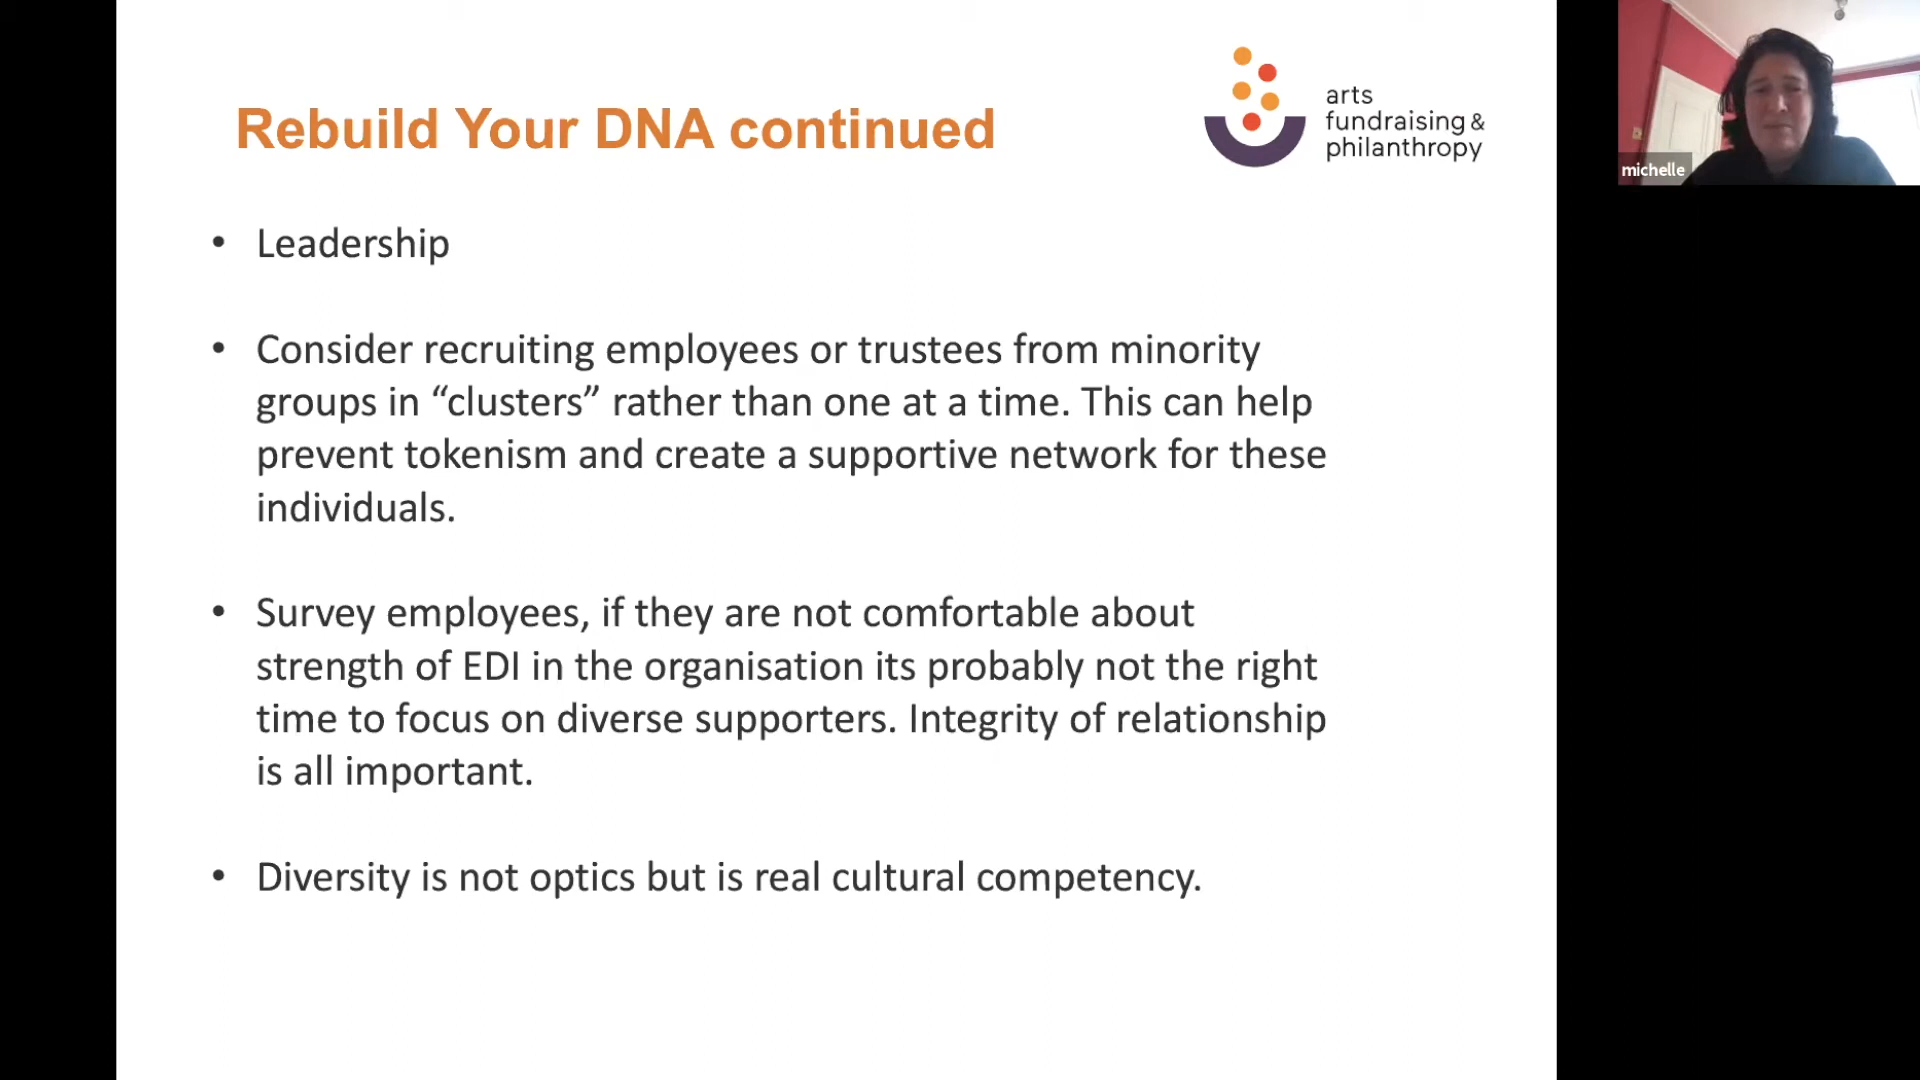 Rebuild Your DNA continued
arts
fundraising &
philanthropy
michelle
• Leadership
• Consider recruiting employees or trustees from minority
groups in “clusters” rather than one at a time. This can help
prevent tokenism and create a supportive network for these
individuals.
• Survey employees, if they are not comfortable about
strength of EDI in the organisation its probably not the right
time to focus on diverse supporters. Integrity of relationship
is all important.
• Diversity is not optics but is real cultural competency.